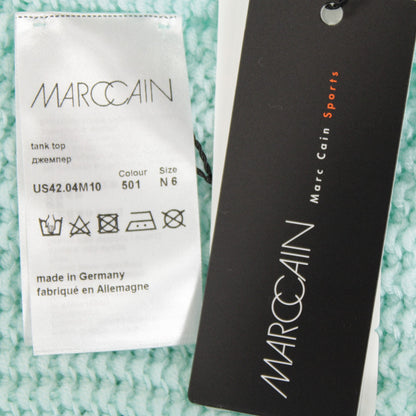 MARCCAIN
tank top
джемпер
Colour Size
US42.04M10 501 N 6
made in Germany
fabriqué en Allemagne
Marc Cain Sports
MARCCAIN